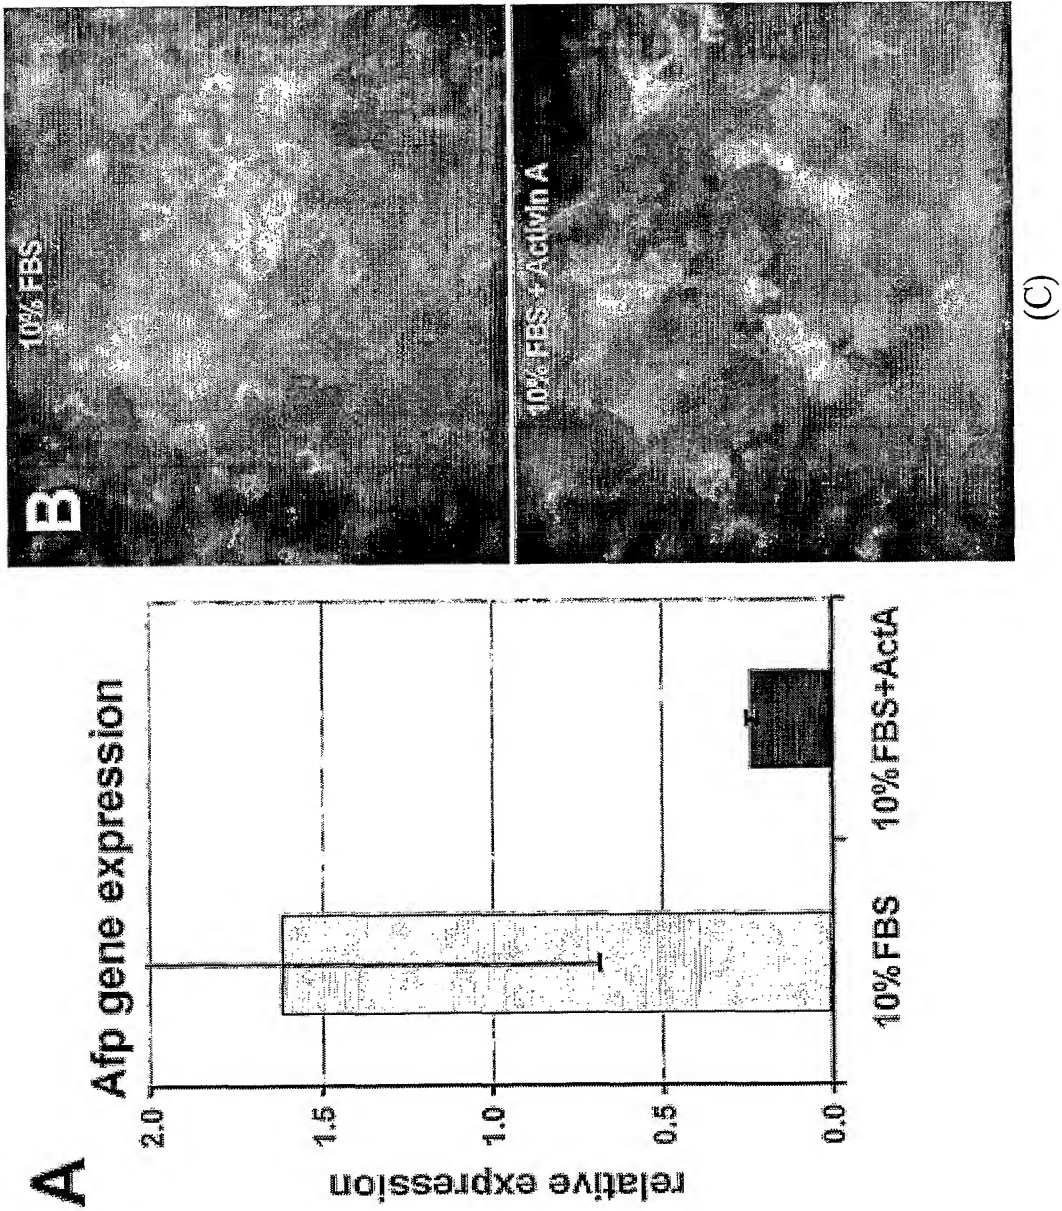 A
Afp gene expression
relative expression
2.0
1.5
1.0
0.5
0.0
10% FBS
10% FBS+ActA
B
10% FBS
10% FBS + Activin A
(C)